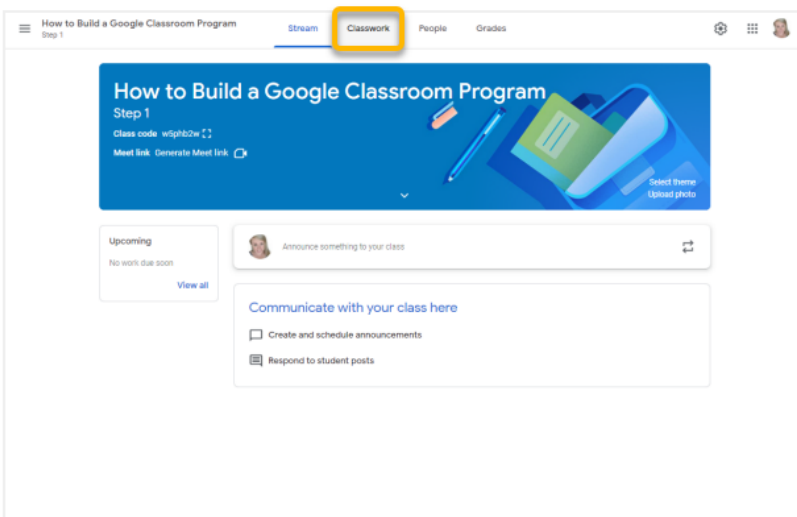 How to Build a Google Classroom Program
Step 1
Stream Classwork People Grades
How to Build a Google Classroom Program
Step 1
Class code w5phb2w
Meet link Generate Meet link
Select theme
Upload photo
Upcoming
No work due soon
View all
Announce something to your class
Communicate with your class here
Create and schedule announcements
Respond to student posts